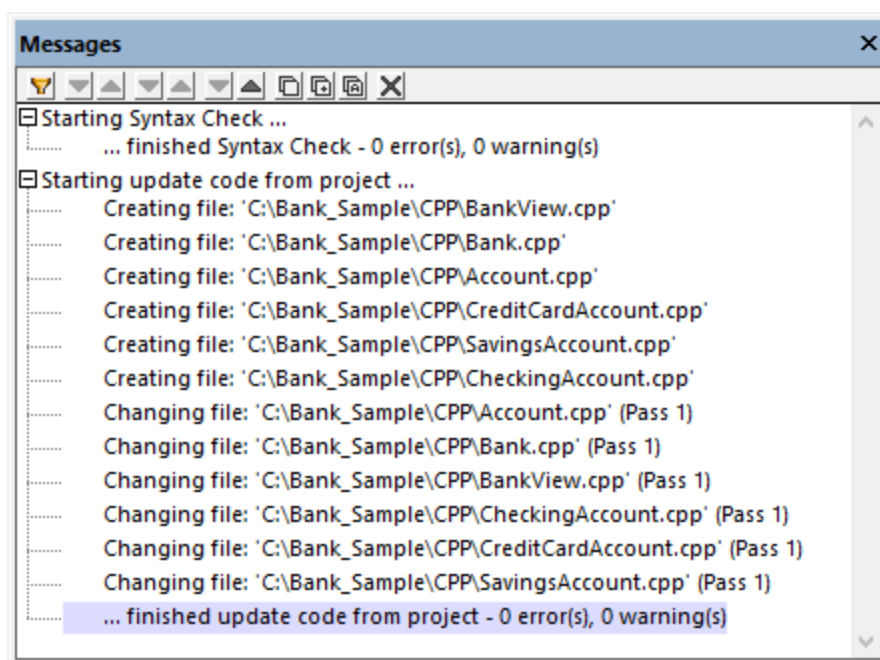 Messages
Starting Syntax Check ...
... finished Syntax Check - 0 error(s), 0 warning(s)
Starting update code from project ...
Creating file: 'C:\Bank_Sample\CPP\BankView.cpp'
Creating file: 'C:\Bank_Sample\CPP\Bank.cpp'
Creating file: 'C:\Bank_Sample\CPP\Account.cpp'
Creating file: 'C:\Bank_Sample\CPP\CreditCardAccount.cpp'
Creating file: 'C:\Bank_Sample\CPP\SavingsAccount.cpp'
Creating file: 'C:\Bank_Sample\CPP\CheckingAccount.cpp'
Changing file: 'C:\Bank_Sample\CPP\Account.cpp' (Pass 1)
Changing file: 'C:\Bank_Sample\CPP\Bank.cpp' (Pass 1)
Changing file: 'C:\Bank_Sample\CPP\BankView.cpp' (Pass 1)
Changing file: 'C:\Bank_Sample\CPP\CheckingAccount.cpp' (Pass 1)
Changing file: 'C:\Bank_Sample\CPP\CreditCardAccount.cpp' (Pass 1)
Changing file: 'C:\Bank_Sample\CPP\SavingsAccount.cpp' (Pass 1)
... finished update code from project - 0 error(s), 0 warning(s)